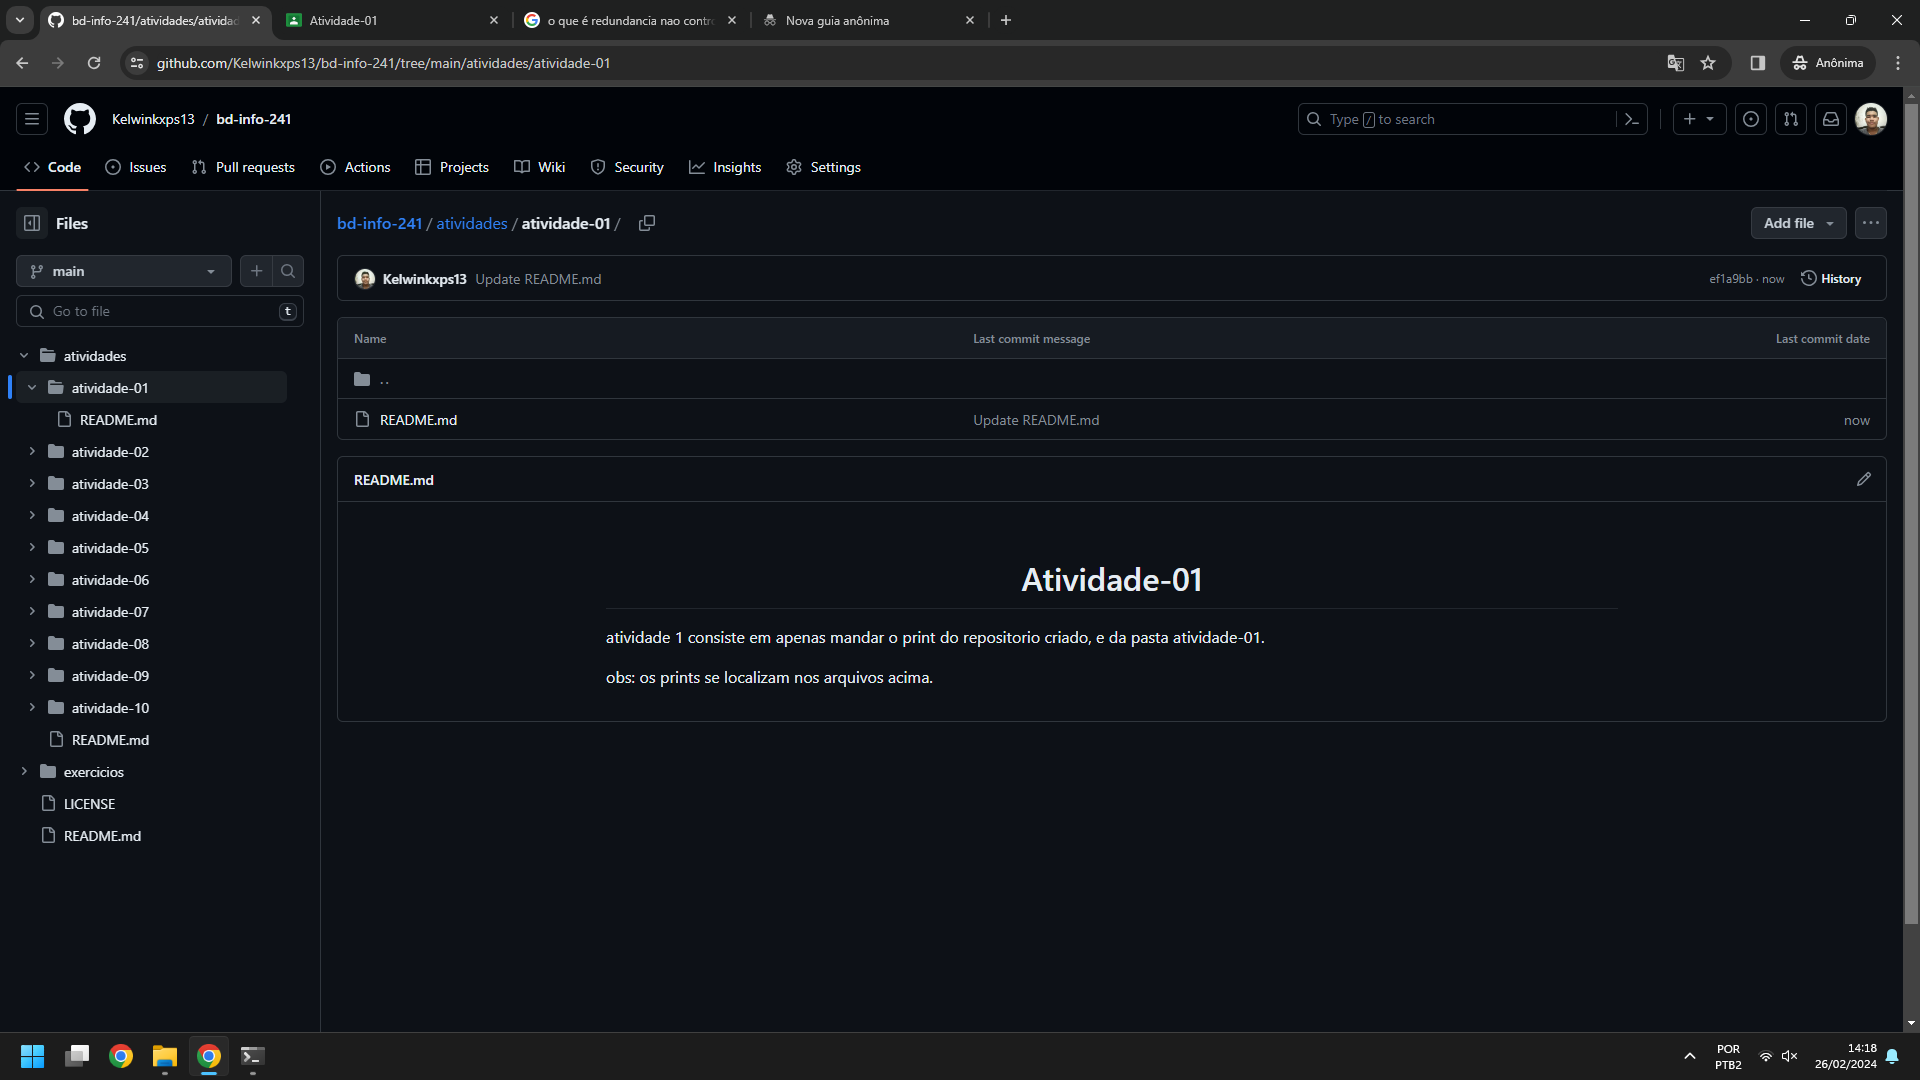 bd-info-241/atividades/ativida
Atividade-01
o que é redundancia nao contr
Nova guia anônima
github.com/Kelwinkxps13/bd-info-241/tree/main/atividades/atividade-01
Anônima
Kelwinkxps13 / bd-info-241
Type / to search
Code
Issues
Pull requests
Actions
Projects
Wiki
Security
Insights
Settings
Files
bd-info-241 / atividades / atividade-01 /
Add file
main
Kelwinkxps13 Update README.md
ef1a9bb · now
History
Go to file
t
Name
Last commit message
Last commit date
..
README.md
Update README.md
now
atividades
atividade-01
README.md
atividade-02
atividade-03
atividade-04
atividade-05
atividade-06
atividade-07
atividade-08
atividade-09
atividade-10
README.md
exercicios
LICENSE
README.md
README.md
Atividade-01
atividade 1 consiste em apenas mandar o print do repositorio criado, e da pasta atividade-01.
obs: os prints se localizam nos arquivos acima.
POR
PTB2
14:18
26/02/2024